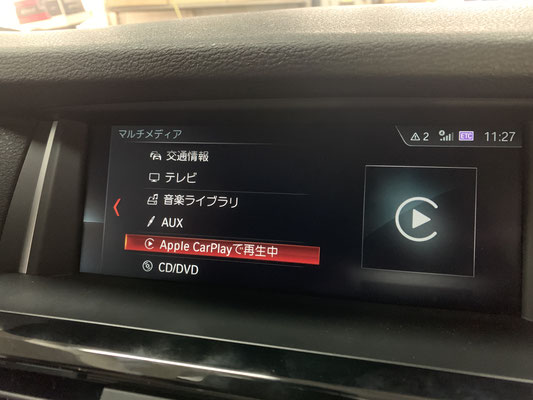 マルチメディア
2 ETC 11:27
交通情報
テレビ
音楽ライブラリ
AUX
Apple CarPlayで再生中
CD/DVD